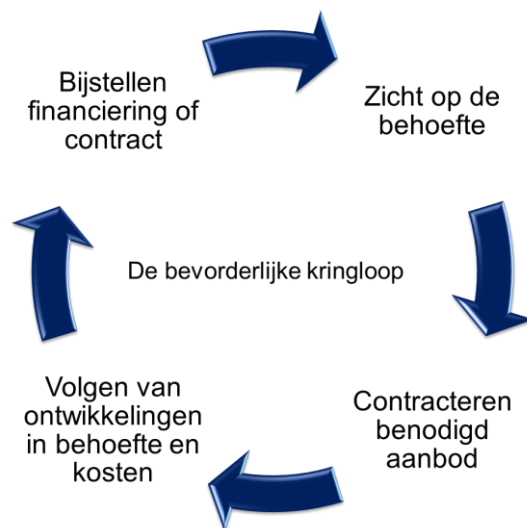 Bijstellen
financiering of
contract
Zicht op de
behoefte
De bevorderlijke kringloop
Volgen van
ontwikkelingen
in behoefte en
kosten
Contracteren
benodigd
aanbod